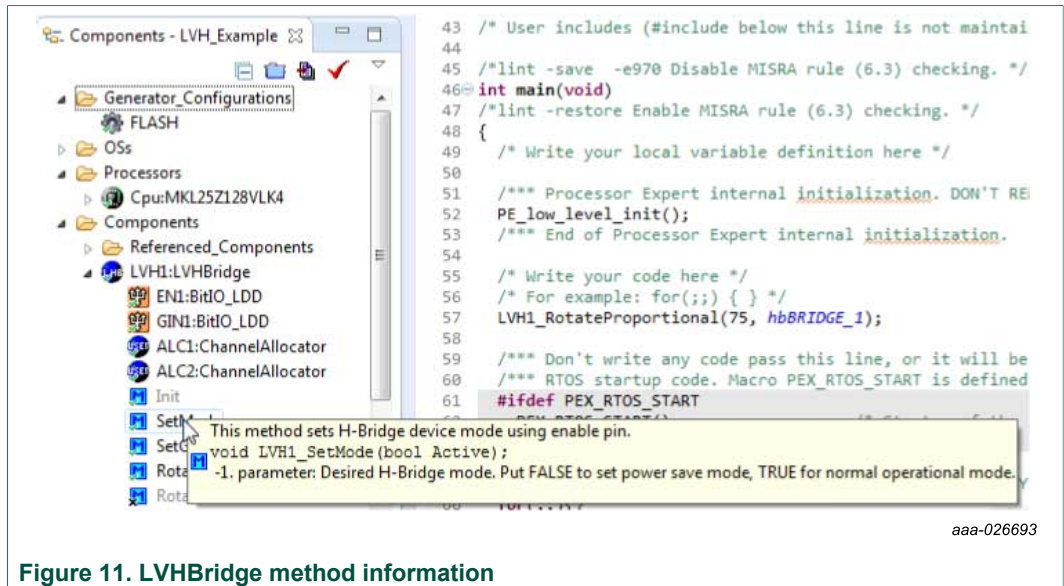 Components - LVH_Example
Generator_Configurations
FLASH
OSs
Processors
Cpu:MKL25Z128VLK4
Components
Referenced_Components
LVH1:LVHBridge
EN1:BitIO_LDD
GIN1:BitIO_LDD
ALC1:ChannelAllocator
ALC2:ChannelAllocator
Init
43 /* User includes (#include below this line is not maintai
44
45 /*lint -save -e970 Disable MISRA rule (6.3) checking. */
46 int main(void)
47 /*lint -restore Enable MISRA rule (6.3) checking. */
48 {
49 /* Write your local variable definition here */
50
51 /*** Processor Expert internal initialization. DON'T RE
52 PE_low_level_init();
53 /*** End of Processor Expert internal initialization.
54
55 /* Write your code here */
56 /* For example: for(;;) { } */
57 LVH1_RotateProportional(75, hbBRIDGE_1);
58
59 /*** Don't write any code pass this line, or it will be
60 /*** RTOS startup code. Macro PEX_RTOS_START is defined
61 #ifdef PEX_RTOS_START
This method sets H-Bridge device mode using enable pin.
void LVH1_SetMode(bool Active);
-1. parameter: Desired H-Bridge mode. Put FALSE to set power save mode, TRUE for normal operational mode.
aaa-026693
Figure 11. LVHBridge method information